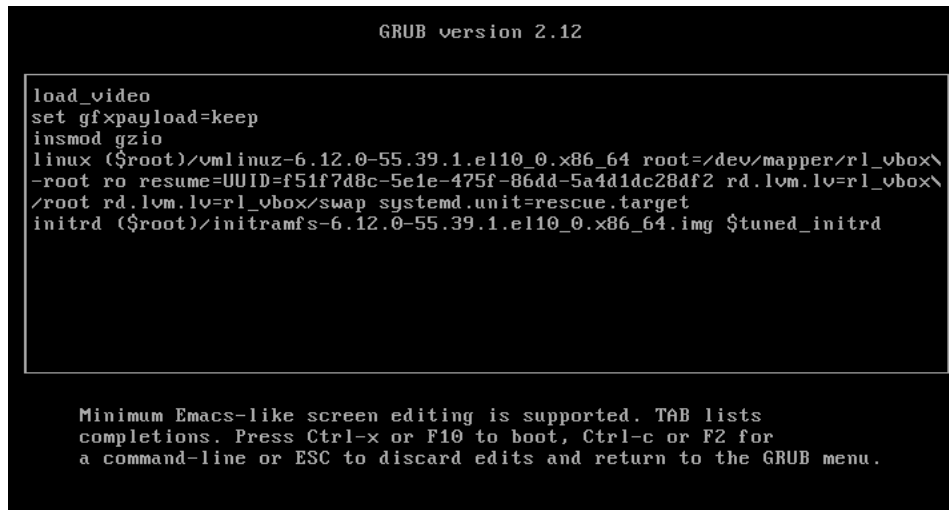 GRUB version 2.12
load_video
set gfxpayload=keep
insmod gzio
linux ($root)/vmlinuz-6.12.0-55.39.1.el10_0.x86_64 root=/dev/mapper/rl_vbox\
-root ro resume=UUID=f51f7d8c-5e1e-475f-86dd-5a4d1dc28df2 rd.lvm.lv=rl_vbox\
/root rd.lvm.lv=rl_vbox/swap systemd.unit=rescue.target
initrd ($root)/initramfs-6.12.0-55.39.1.el10_0.x86_64.img $tuned_initrd
Minimum Emacs-like screen editing is supported. TAB lists
completions. Press Ctrl-x or F10 to boot, Ctrl-c or F2 for
a command-line or ESC to discard edits and return to the GRUB menu.